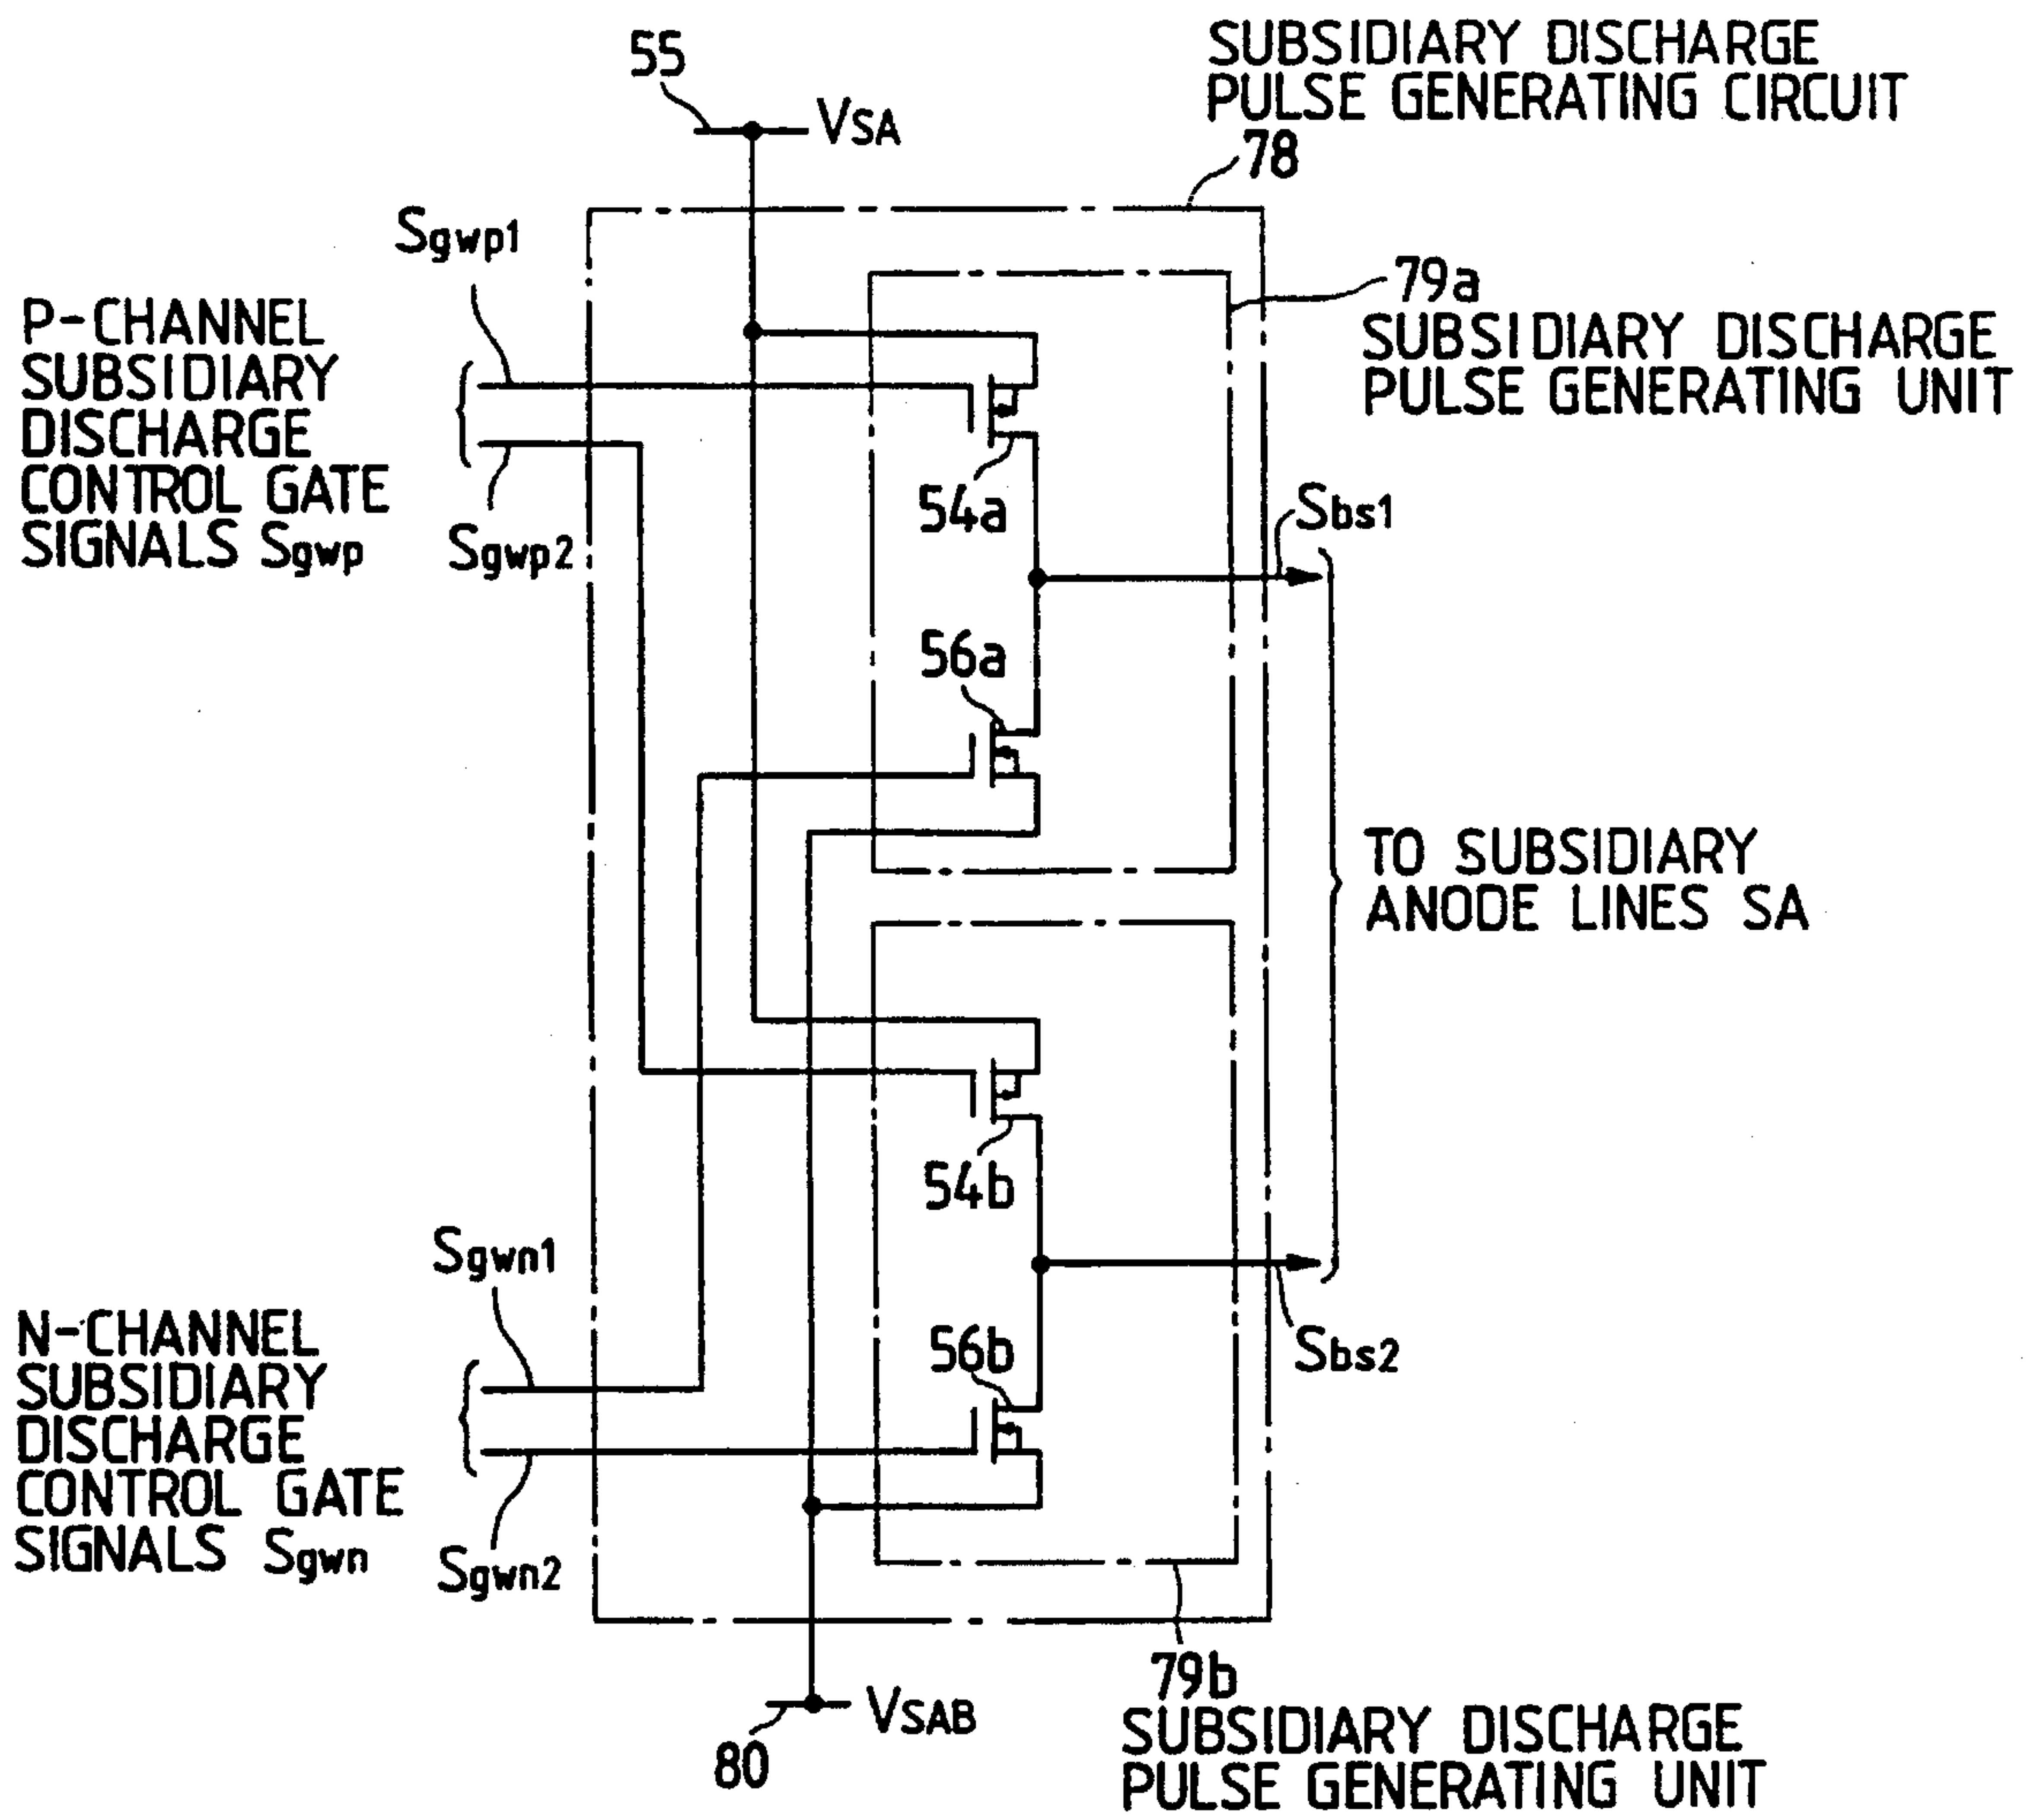 SUBSIDIARY DISCHARGE
PULSE GENERATING CIRCUIT
78
55
VSA
Sgwp1
P-CHANNEL
SUBSIDIARY
DISCHARGE
CONTROL GATE
SIGNALS Sgwp
Sgwp2
79a
SUBSIDIARY DISCHARGE
PULSE GENERATING UNIT
54a
Sbs1
56a
TO SUBSIDIARY
ANODE LINES SA
54b
Sgwn1
N-CHANNEL
SUBSIDIARY
DISCHARGE
CONTROL GATE
SIGNALS Sgwn
Sgwn2
56b
Sbs2
79b
SUBSIDIARY DISCHARGE
PULSE GENERATING UNIT
VSAB
80